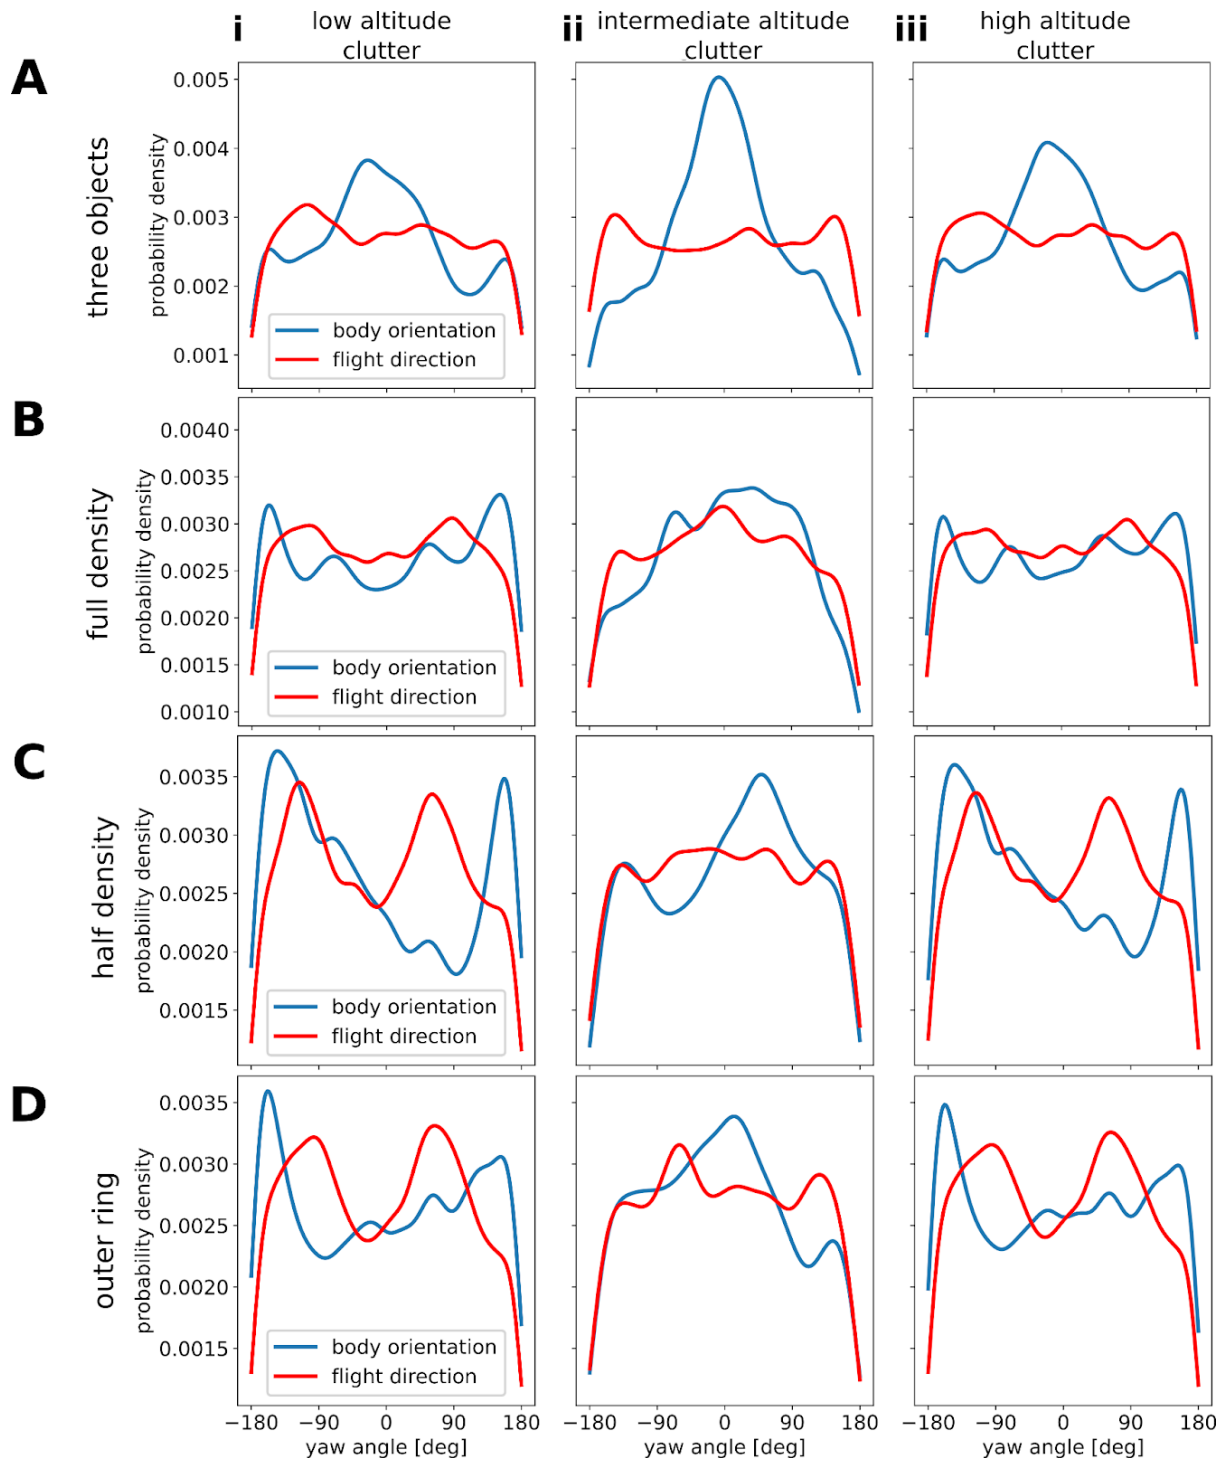 i low altitude clutter
ii intermediate altitude clutter
iii high altitude clutter
A
three objects
probability density
0.005
0.004
0.003
0.002
0.001
body orientation
flight direction
B
full density
probability density
0.0040
0.0035
0.0030
0.0025
0.0020
0.0015
0.0010
body orientation
flight direction
C
half density
probability density
0.0035
0.0030
0.0025
0.0020
0.0015
body orientation
flight direction
D
outer ring
probability density
0.0035
0.0030
0.0025
0.0020
0.0015
body orientation
flight direction
−180 −90 0 90 180
yaw angle [deg]
−180 −90 0 90 180
yaw angle [deg]
−180 −90 0 90 180
yaw angle [deg]